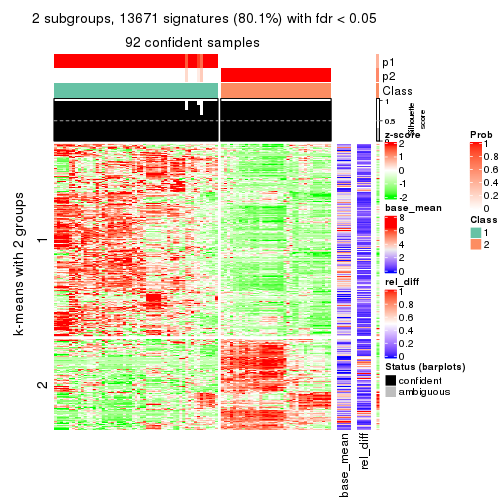 2 subgroups, 13671 signatures (80.1%) with fdr < 0.05
92 confident samples
p1
p2
Class
1
0.5
0
Silhouette
score
k-means with 2 groups
1
2
base_mean
rel_diff
z-score
2
1
0
-1
-2
base_mean
8
6
4
2
0
rel_diff
1
0.8
0.6
0.4
0.2
0
Status (barplots)
confident
ambiguous
Prob
1
0.8
0.6
0.4
0.2
0
Class
1
2